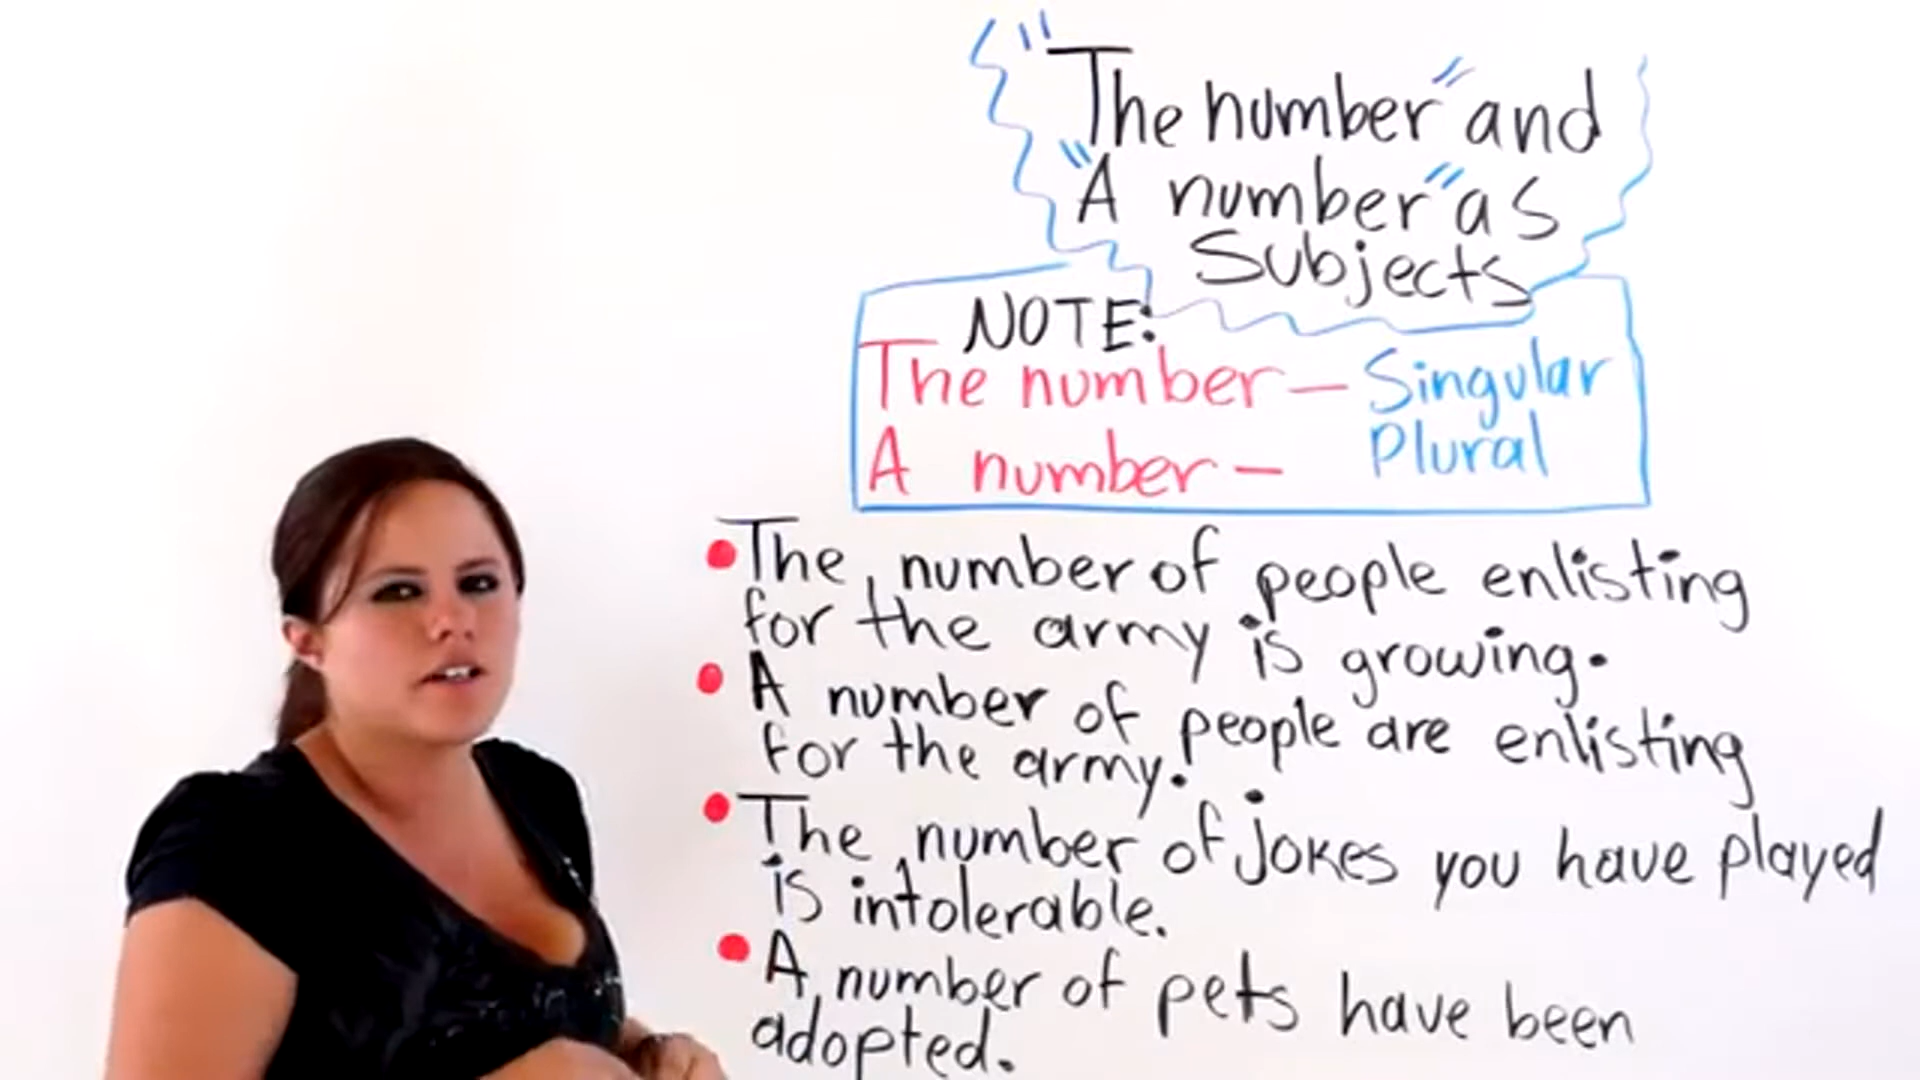 "The number" and
"A number" as
Subjects
NOTE:
The number — Singular
A number — Plural
The number of people enlisting
for the army is growing.
A number of people are enlisting
for the army.
The number of jokes you have played
is intolerable.
A number of pets have been
adopted.